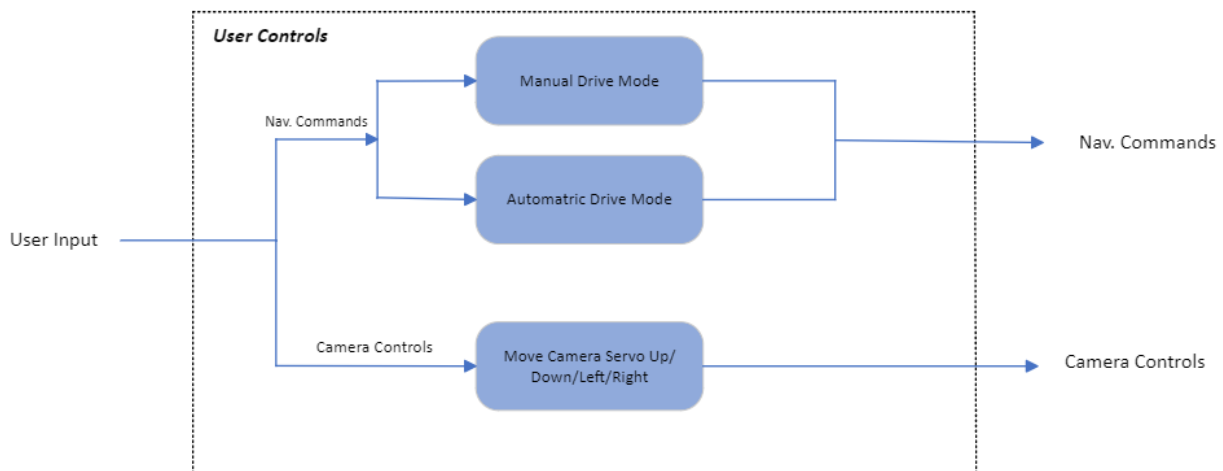 User Controls
Manual Drive Mode
Nav. Commands
Nav. Commands
Automatric Drive Mode
User Input
Camera Controls
Move Camera Servo Up/
Down/Left/Right
Camera Controls